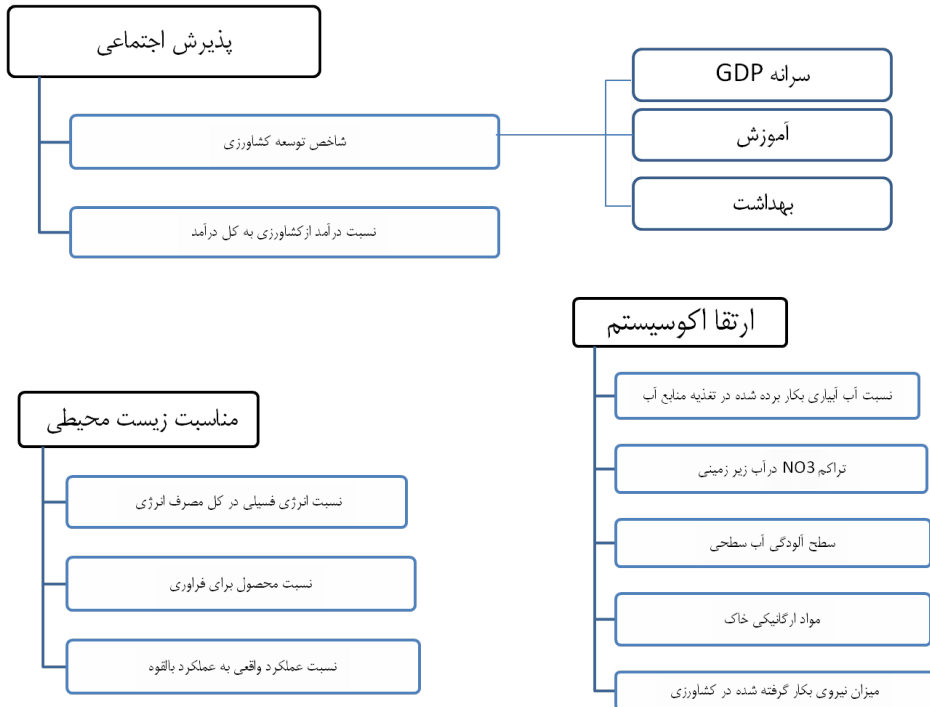 پذیرش اجتماعی
شاخص توسعه کشاورزی
نسبت درآمد ازکشاورزی به کل درآمد
سرانه GDP
آموزش
بهداشت
ارتقا اکوسیستم
نسبت آب آبیاری بکار برده شده در تغذیه منابع آب
تراکم NO3 درآب زیر زمینی
سطح آلودگی آب سطحی
مواد ارگانیکی خاک
میزان نیروی بکار گرفته شده در کشاورزی
مناسبت زیست محیطی
نسبت انرژی فسیلی در کل مصرف انرژی
نسبت محصول برای فراوری
نسبت عملکرد واقعی به عملکرد بالقوه